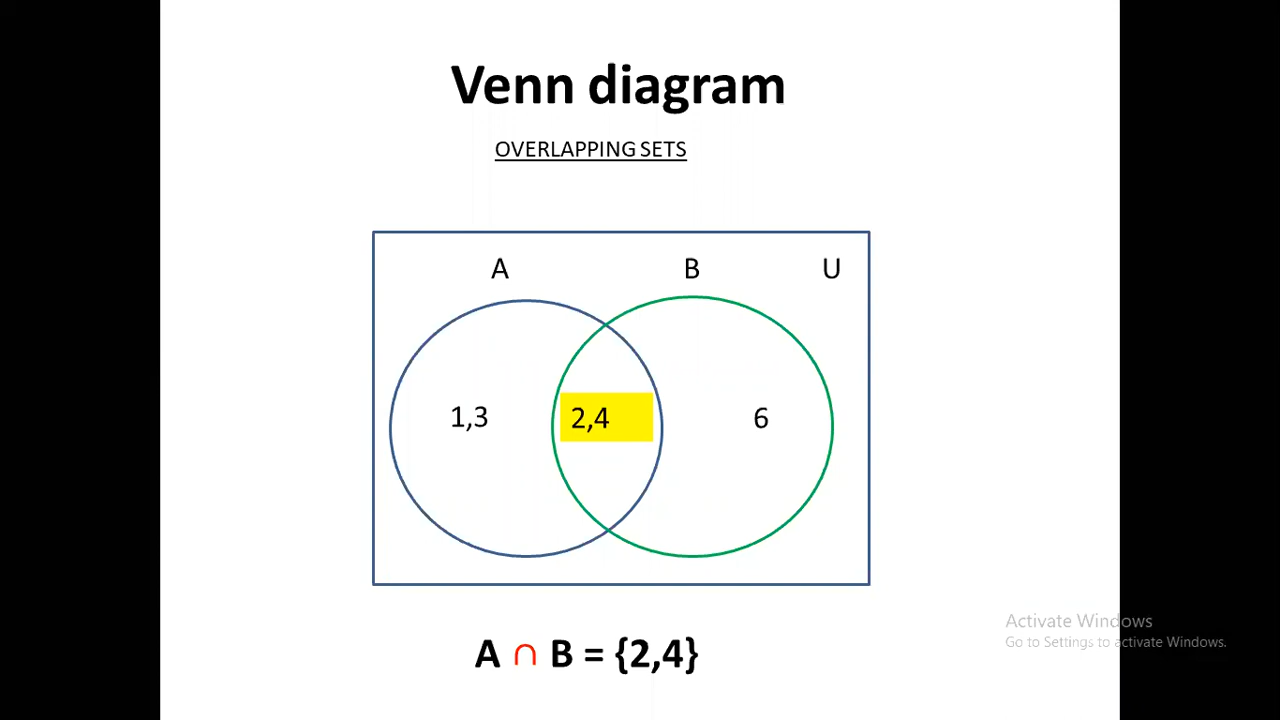 Venn diagram
OVERLAPPING SETS
A B U
1,3 2,4 6
A ∩ B = {2,4}
Activate Windows
Go to Settings to activate Windows.